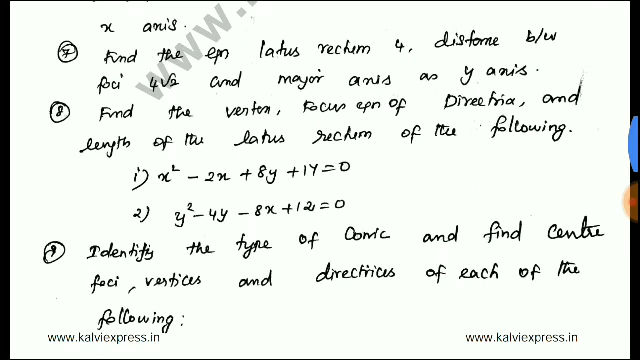 x axis.
⑦ Find the eqn latus rectum 4, distance b/w
foci 4√2 and major axis as y axis.
⑧ Find the vertex, Focus eqn of Directrix, and
length of the latus rectum of the following.
i) x² - 2x + 8y + 17 = 0
2) y² - 4y - 8x + 12 = 0
⑨ Identify the type of Conic and find centre
foci, vertices and directrices of each of the
following:
www.kalviexpress.in www.kalviexpress.in